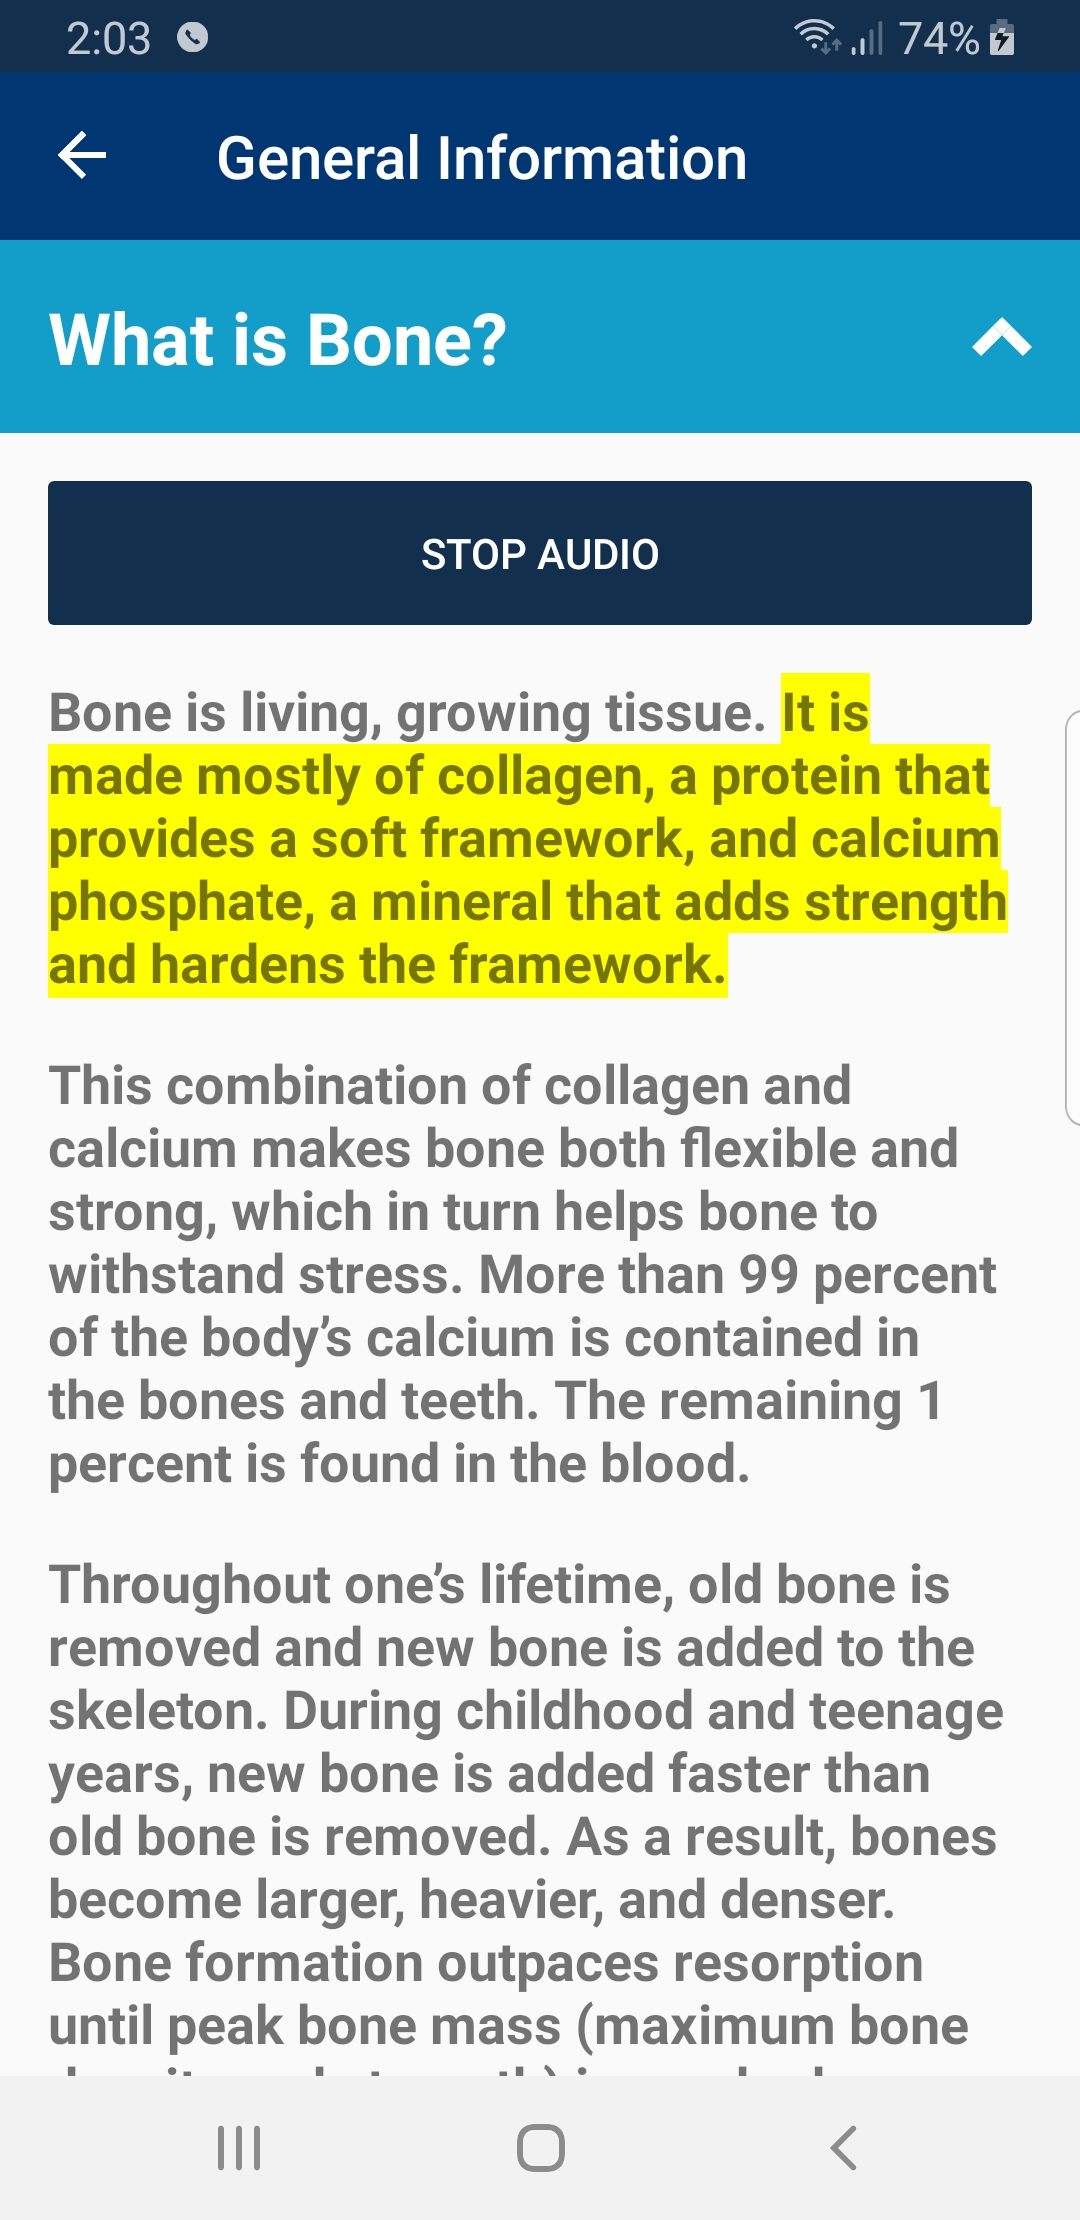 2:03
74%
General Information
What is Bone?
STOP AUDIO
Bone is living, growing tissue. It is
made mostly of collagen, a protein that
provides a soft framework, and calcium
phosphate, a mineral that adds strength
and hardens the framework.
This combination of collagen and
calcium makes bone both flexible and
strong, which in turn helps bone to
withstand stress. More than 99 percent
of the body’s calcium is contained in
the bones and teeth. The remaining 1
percent is found in the blood.
Throughout one’s lifetime, old bone is
removed and new bone is added to the
skeleton. During childhood and teenage
years, new bone is added faster than
old bone is removed. As a result, bones
become larger, heavier, and denser.
Bone formation outpaces resorption
until peak bone mass (maximum bone